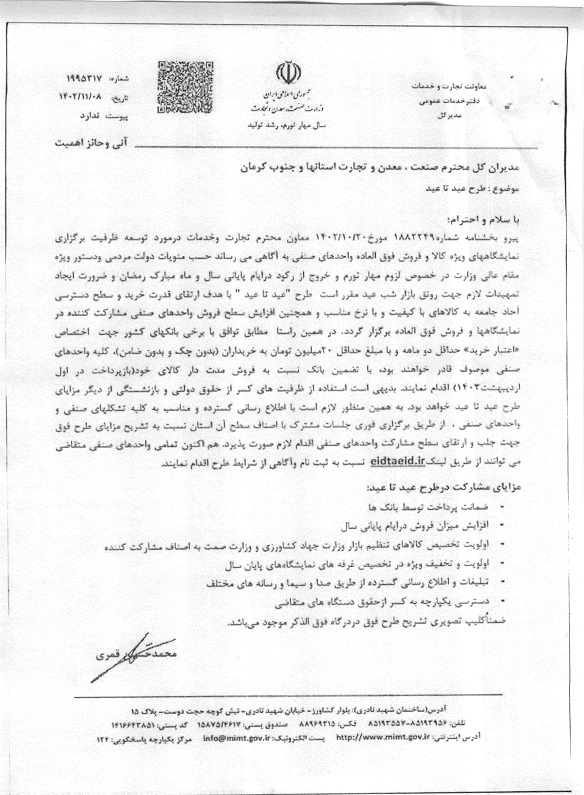 معاونت تجارت و خدمات
دفتر خدمات عمومی
مدیرکل
جمهوری اسلامی ایران
وزارت صنعت، معدن و تجارت
سال مهار تورم، رشد تولید
شماره: ۱۹۹۵۳۱۷
تاریخ: ۱۴۰۲/۱۱/۰۸
پیوست: ندارد
آنی وحائز اهمیت
مدیران کل محترم صنعت ، معدن و تجارت استانها و جنوب کرمان
موضوع : طرح عید تا عید
با سلام و احترام؛
پیرو بخشنامه شماره۱۸۸۲۲۴۹ مورخ۱۴۰۲/۱۰/۲۰ معاون محترم تجارت وخدمات درمورد توسعه ظرفیت برگزاری
نمایشگاههای ویژه کالا و فروش فوق العاده واحدهای صنفی به آگاهی می رساند حسب منویات دولت مردمی ودستور ویژه
مقام عالی وزارت در خصوص لزوم مهار تورم و خروج از رکود درایام پایانی سال و ماه مبارک رمضان و ضرورت ایجاد
تمهیدات لازم جهت رونق بازار شب عید مقرر است طرح "عید تا عید " با هدف ارتقای قدرت خرید و سطح دسترسی
آحاد جامعه به کالاهای با کیفیت و با نرخ مناسب و همچنین افزایش سطح فروش واحدهای صنفی مشارکت کننده در
نمایشگاهها و فروش فوق العاده برگزار گردد. در همین راستا مطابق توافق با برخی بانکهای کشور جهت اختصاص
«اعتبار خرید» حداقل دو ماهه و با مبلغ حداقل ۲۰میلیون تومان به خریداران (بدون چک و بدون ضامن)، کلیه واحدهای
صنفی موصوف قادر خواهند بود، با تضمین بانک نسبت به فروش مدت دار کالای خود(بازپرداخت در اول
اردیبهشت۱۴۰۳) اقدام نمایند. بدیهی است استفاده از ظرفیت های کسر از حقوق دولتی و بازنشستگی از دیگر مزایای
طرح عید تا عید خواهد بود. به همین منظور لازم است با اطلاع رسانی گسترده و مناسب به کلیه تشکلهای صنفی و
واحدهای صنفی ، از طریق برگزاری فوری جلسات مشترک با اصناف سطح آن استان نسبت به تشریح مزایای طرح فوق
جهت جلب و ارتقای سطح مشارکت واحدهای صنفی اقدام لازم صورت پذیرد. هم اکنون تمامی واحدهای صنفی متقاضی
می توانند از طریق لینکeidtaeid.ir نسبت به ثبت نام وآگاهی از شرایط طرح اقدام نمایند.
مزایای مشارکت درطرح عید تا عید:
- ضمانت پرداخت توسط بانک ها
- افزایش میزان فروش درایام پایانی سال
- اولویت تخصیص کالاهای تنظیم بازار وزارت جهاد کشاورزی و وزارت صمت به اصناف مشارکت کننده
- اولویت و تخفیف ویژه در تخصیص غرفه های نمایشگاه‌های پایان سال
- تبلیغات و اطلاع رسانی گسترده از طریق صدا و سیما و رسانه های مختلف
- دسترسی یکپارچه به کسر ازحقوق دستگاه های متقاضی
ضمناًکلیپ تصویری تشریح طرح فوق دردرگاه فوق الذکر موجود می‌باشد.
قمری
آدرس(ساختمان شهید نادری): بلوار کشاورز- خیابان شهید نادری- نبش کوچه حجت دوست- پلاک ۱۵
تلفن: ۸۵۱۹۳۹۵۶-۸۵۱۹۳۵۵۷ فکس: ۸۸۹۶۹۳۱۵ صندوق پستی: ۱۵۸۷۵/۴۶۱۷ کد پستی: ۱۴۱۶۶۴۳۸۵۱
آدرس اینترنتی: http://www.mimt.gov.ir پست الکترونیک: info@mimt.gov.ir مرکز یکپارچه پاسخگویی: ۱۲۴